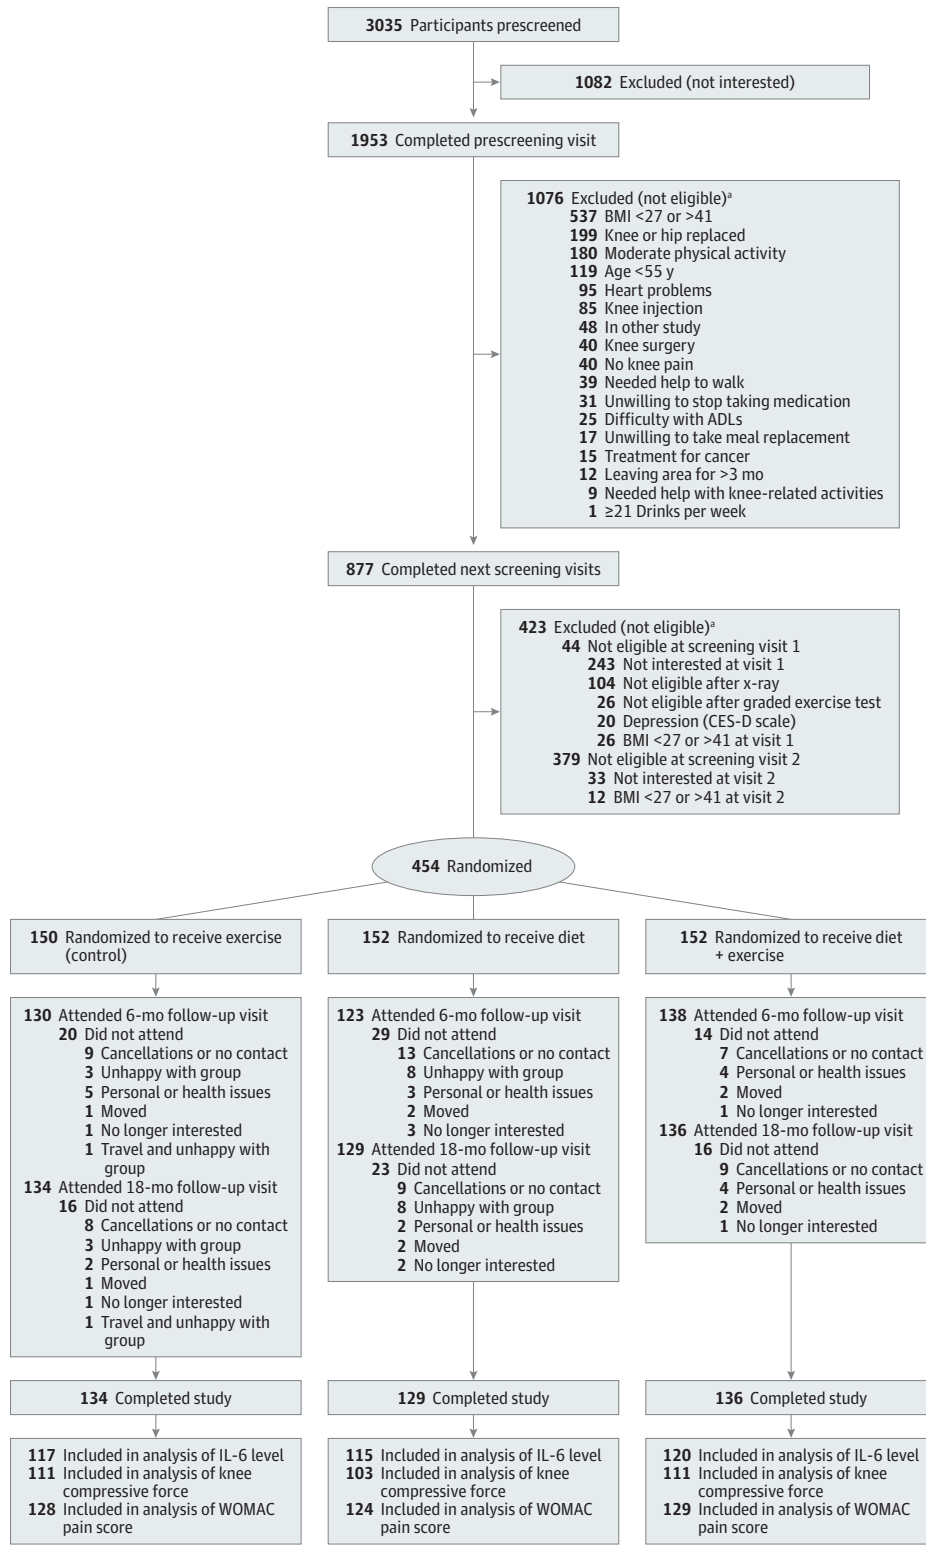 3035 Participants prescreened
1082 Excluded (not interested)
1953 Completed prescreening visit
1076 Excluded (not eligible)ᵃ
537 BMI <27 or >41
199 Knee or hip replaced
180 Moderate physical activity
119 Age <55 y
95 Heart problems
85 Knee injection
48 In other study
40 Knee surgery
40 No knee pain
39 Needed help to walk
31 Unwilling to stop taking medication
25 Difficulty with ADLs
17 Unwilling to take meal replacement
15 Treatment for cancer
12 Leaving area for >3 mo
9 Needed help with knee-related activities
1 ≥21 Drinks per week
877 Completed next screening visits
423 Excluded (not eligible)ᵃ
44 Not eligible at screening visit 1
243 Not interested at visit 1
104 Not eligible after x-ray
26 Not eligible after graded exercise test
20 Depression (CES-D scale)
26 BMI <27 or >41 at visit 1
379 Not eligible at screening visit 2
33 Not interested at visit 2
12 BMI <27 or >41 at visit 2
454 Randomized
150 Randomized to receive exercise
(control)
152 Randomized to receive diet
152 Randomized to receive diet
+ exercise
130 Attended 6-mo follow-up visit
20 Did not attend
9 Cancellations or no contact
3 Unhappy with group
5 Personal or health issues
1 Moved
1 No longer interested
1 Travel and unhappy with
group
134 Attended 18-mo follow-up visit
16 Did not attend
8 Cancellations or no contact
3 Unhappy with group
2 Personal or health issues
1 Moved
1 No longer interested
1 Travel and unhappy with
group
123 Attended 6-mo follow-up visit
29 Did not attend
13 Cancellations or no contact
8 Unhappy with group
3 Personal or health issues
2 Moved
3 No longer interested
129 Attended 18-mo follow-up visit
23 Did not attend
9 Cancellations or no contact
8 Unhappy with group
2 Personal or health issues
2 Moved
2 No longer interested
138 Attended 6-mo follow-up visit
14 Did not attend
7 Cancellations or no contact
4 Personal or health issues
2 Moved
1 No longer interested
136 Attended 18-mo follow-up visit
16 Did not attend
9 Cancellations or no contact
4 Personal or health issues
2 Moved
1 No longer interested
134 Completed study
129 Completed study
136 Completed study
117 Included in analysis of IL-6 level
111 Included in analysis of knee
compressive force
128 Included in analysis of WOMAC
pain score
115 Included in analysis of IL-6 level
103 Included in analysis of knee
compressive force
124 Included in analysis of WOMAC
pain score
120 Included in analysis of IL-6 level
111 Included in analysis of knee
compressive force
129 Included in analysis of WOMAC
pain score